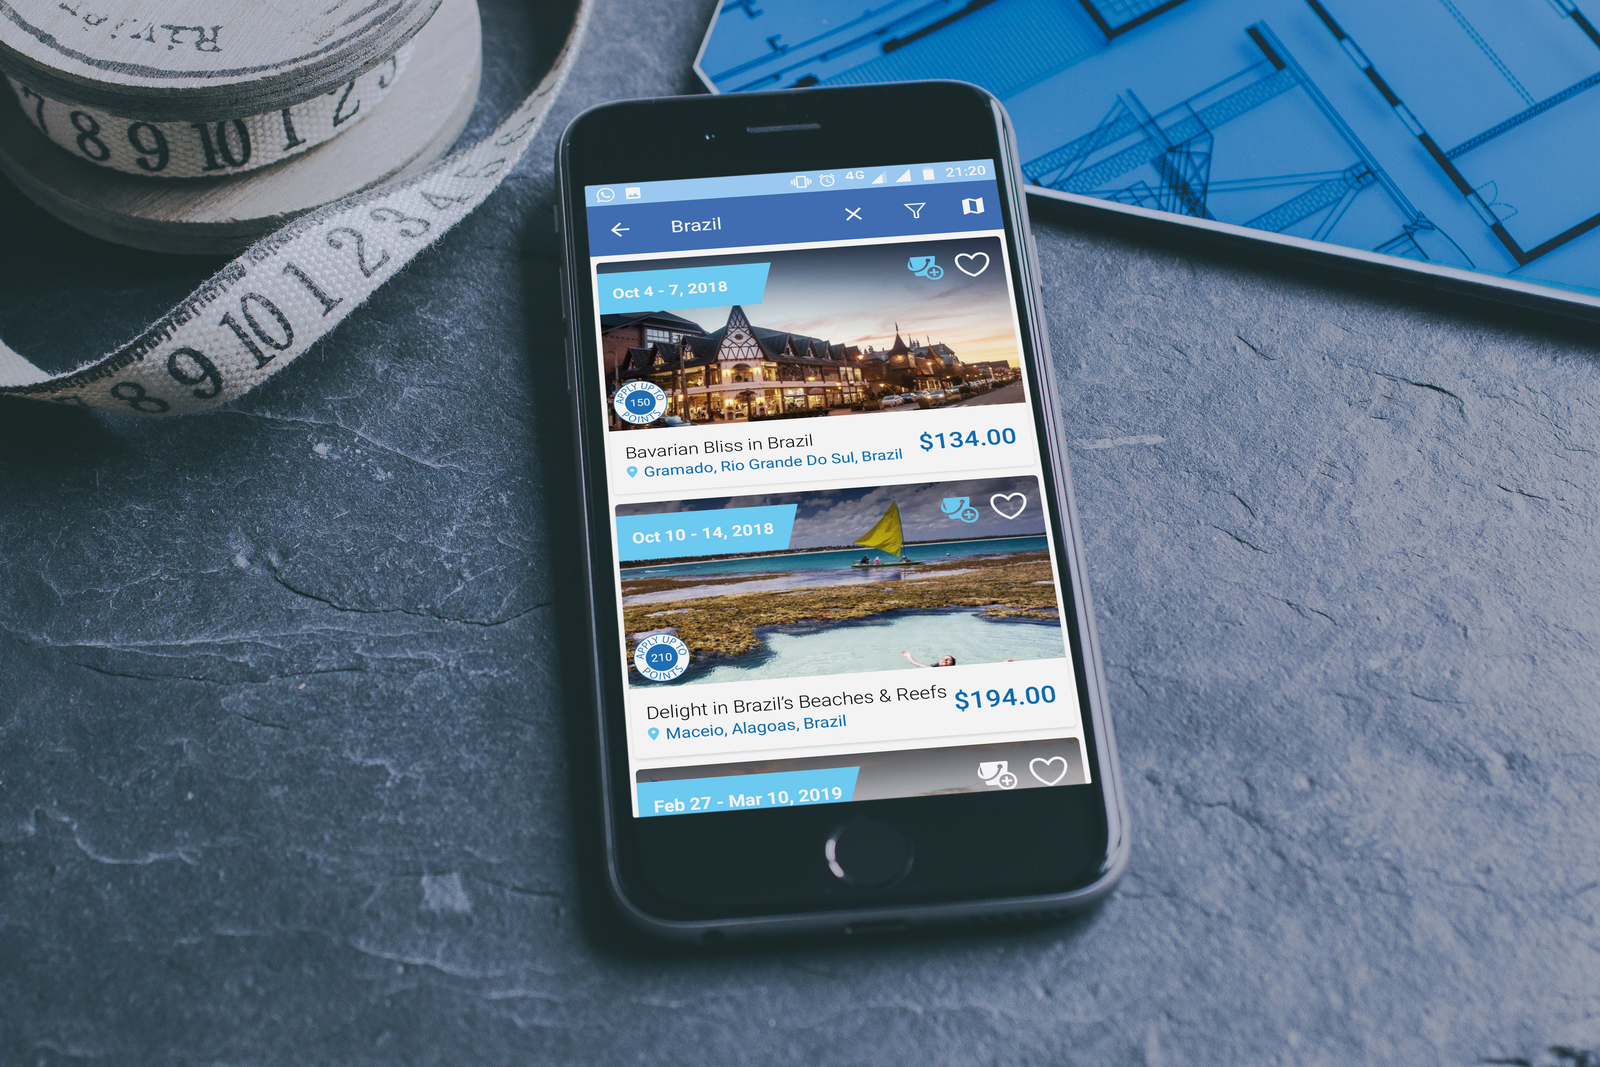 Rivièr
7 8 9 10 1 2 3
8 9 10 1 2 3 4 5
4G 21:20
Brazil
Oct 4 - 7, 2018
APPLY UP TO
150
POINTS
Bavarian Bliss in Brazil
$134.00
Gramado, Rio Grande Do Sul, Brazil
Oct 10 - 14, 2018
APPLY UP TO
210
POINTS
Delight in Brazil's Beaches & Reefs
$194.00
Maceio, Alagoas, Brazil
Feb 27 - Mar 10, 2019